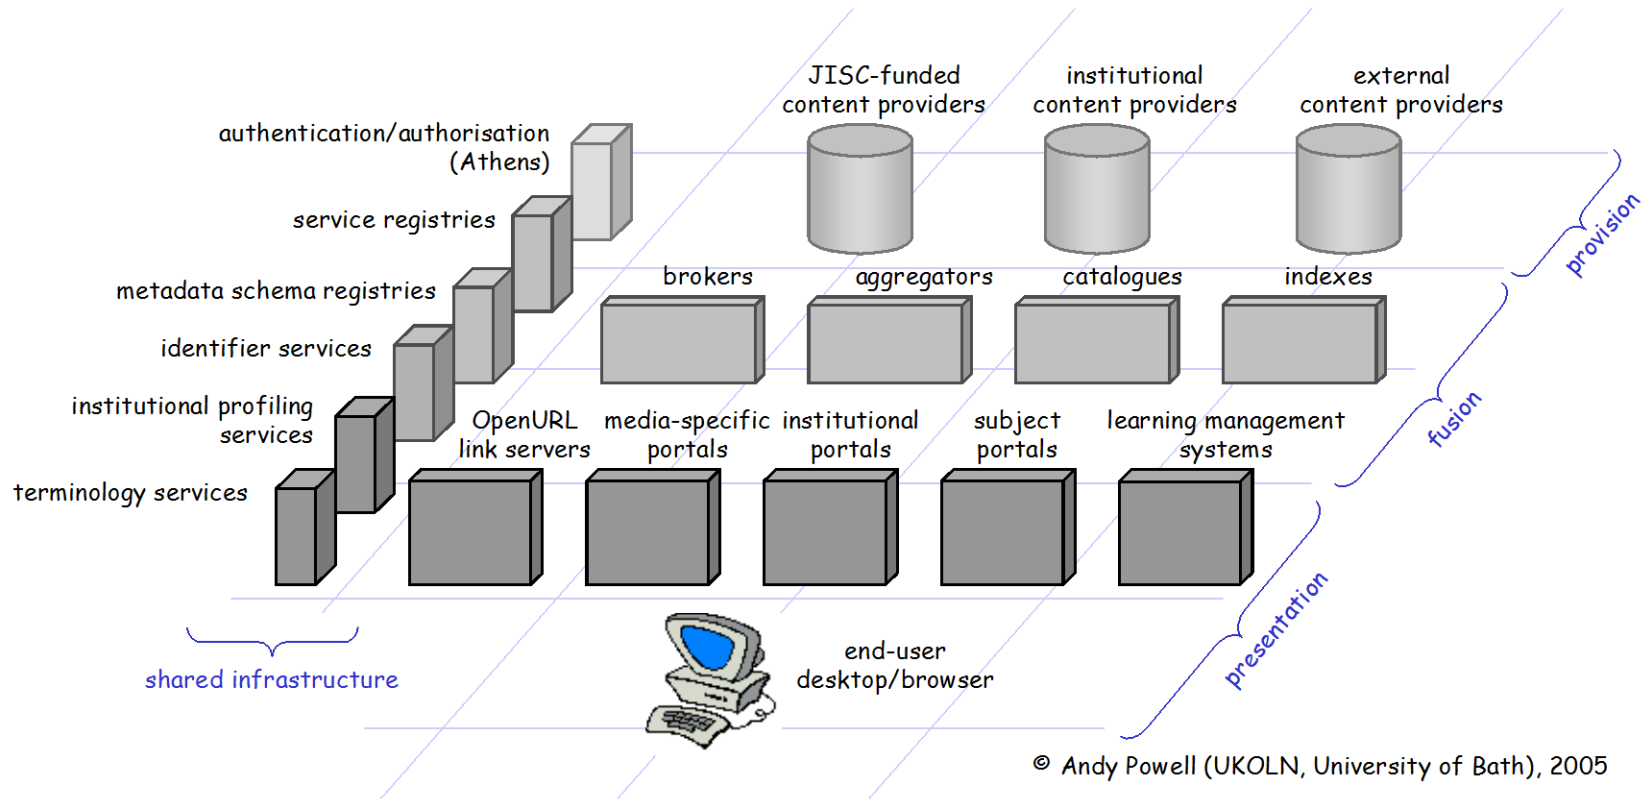 JISC-funded
content providers
institutional
content providers
external
content providers
authentication/authorisation
(Athens)
service registries
metadata schema registries
identifier services
institutional profiling
services
terminology services
brokers
aggregators
catalogues
indexes
OpenURL
link servers
media-specific
portals
institutional
portals
subject
portals
learning management
systems
provision
fusion
presentation
shared infrastructure
end-user
desktop/browser
© Andy Powell (UKOLN, University of Bath), 2005